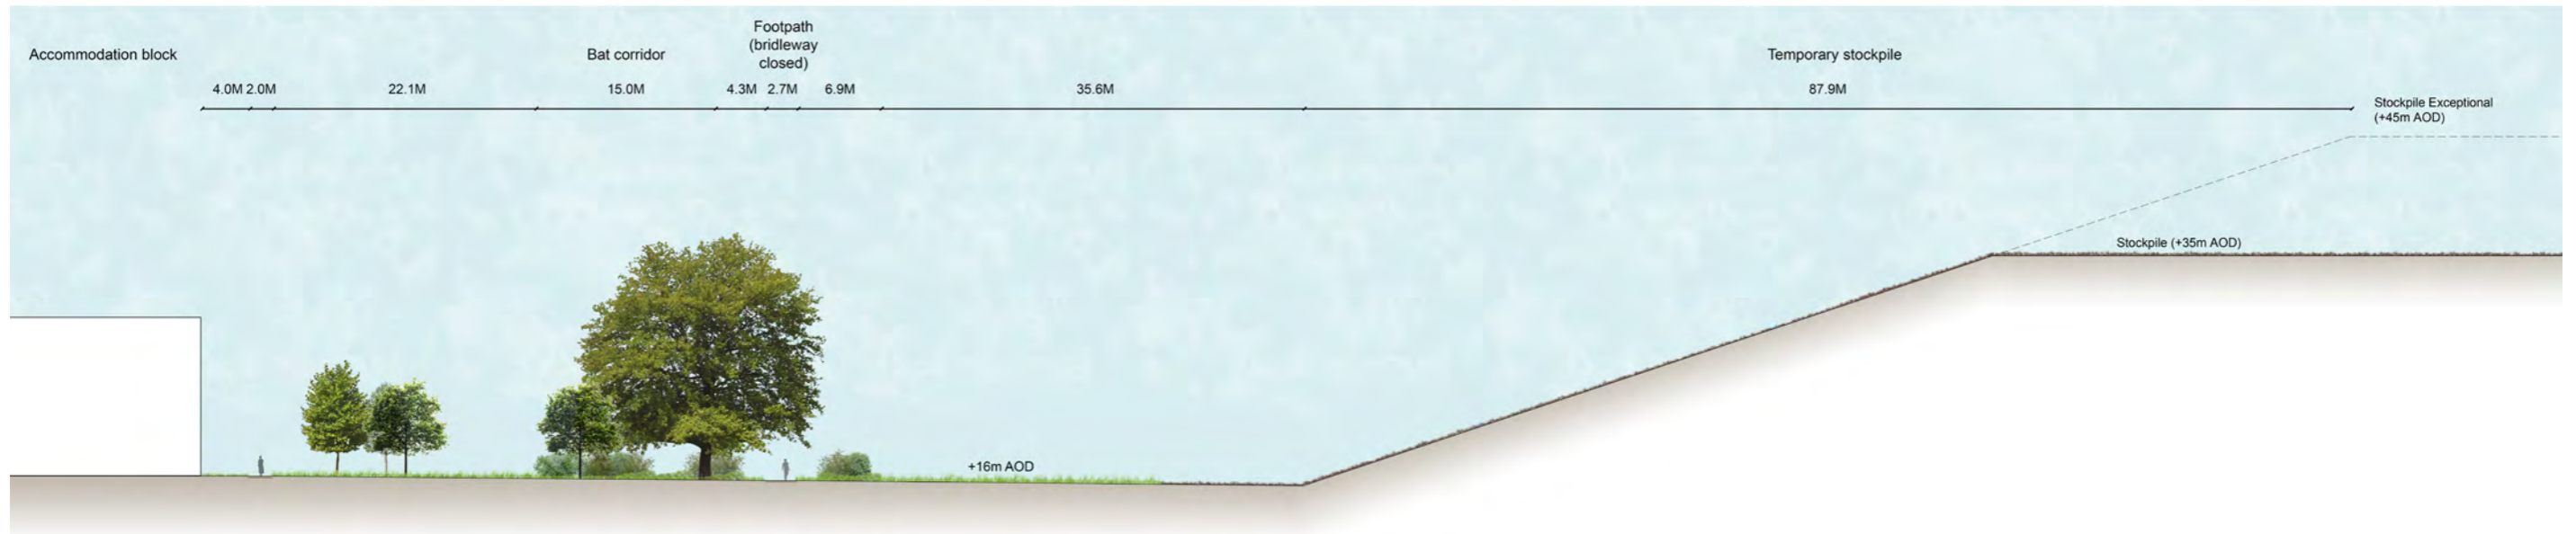 Accommodation block
Bat corridor
Footpath
(bridleway
closed)
Temporary stockpile
4.0M 2.0M
22.1M
15.0M
4.3M
2.7M
6.9M
35.6M
87.9M
Stockpile Exceptional
(+45m AOD)
Stockpile (+35m AOD)
+16m AOD